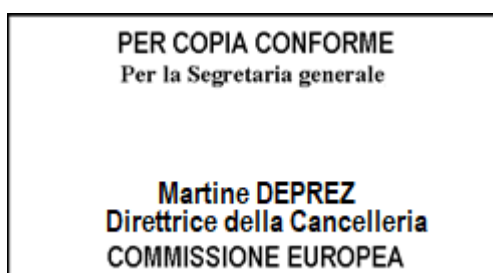 PER COPIA CONFORME
Per la Segretaria generale
Martine DEPREZ
Direttrice della Cancelleria
COMMISSIONE EUROPEA